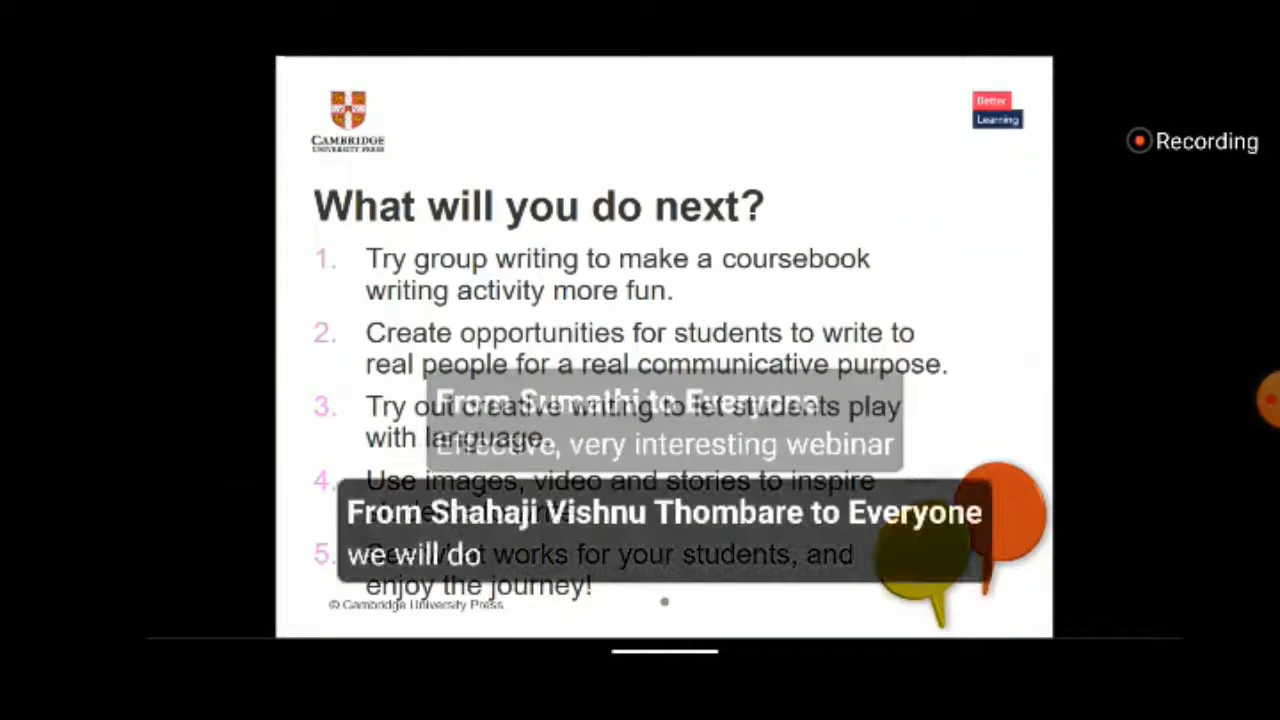 CAMBRIDGE
UNIVERSITY PRESS
Better
Learning
Recording
What will you do next?
1. Try group writing to make a coursebook
writing activity more fun.
2. Create opportunities for students to write to
real people for a real communicative purpose.
3. Try out creative writing to let students play
with language.
4. Use images, video and stories to inspire
5. See what works for your students, and
enjoy the journey!
From Sumathi to Everyone
Effective, very interesting webinar
From Shahaji Vishnu Thombare to Everyone
we will do
© Cambridge University Press